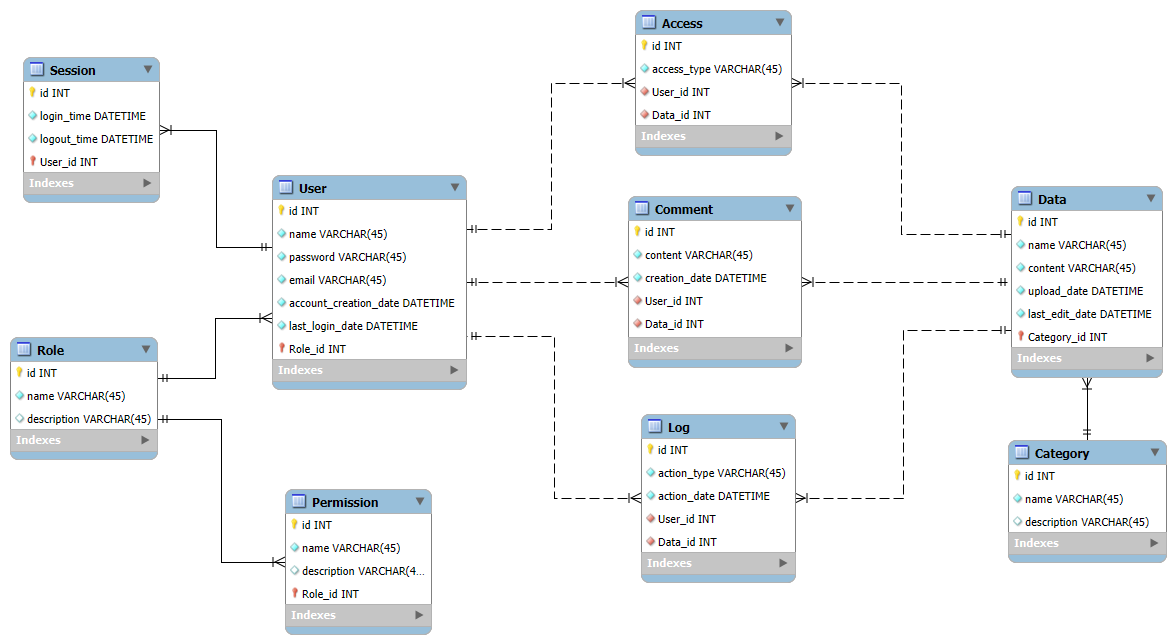 Access
id INT
access_type VARCHAR(45)
User_id INT
Data_id INT
Indexes
Session
id INT
login_time DATETIME
logout_time DATETIME
User_id INT
Indexes
User
id INT
name VARCHAR(45)
password VARCHAR(45)
email VARCHAR(45)
account_creation_date DATETIME
last_login_date DATETIME
Role_id INT
Indexes
Comment
id INT
content VARCHAR(45)
creation_date DATETIME
User_id INT
Data_id INT
Indexes
Data
id INT
name VARCHAR(45)
content VARCHAR(45)
upload_date DATETIME
last_edit_date DATETIME
Category_id INT
Indexes
Role
id INT
name VARCHAR(45)
description VARCHAR(45)
Indexes
Log
id INT
action_type VARCHAR(45)
action_date DATETIME
User_id INT
Data_id INT
Indexes
Category
id INT
name VARCHAR(45)
description VARCHAR(45)
Indexes
Permission
id INT
name VARCHAR(45)
description VARCHAR(4...
Role_id INT
Indexes